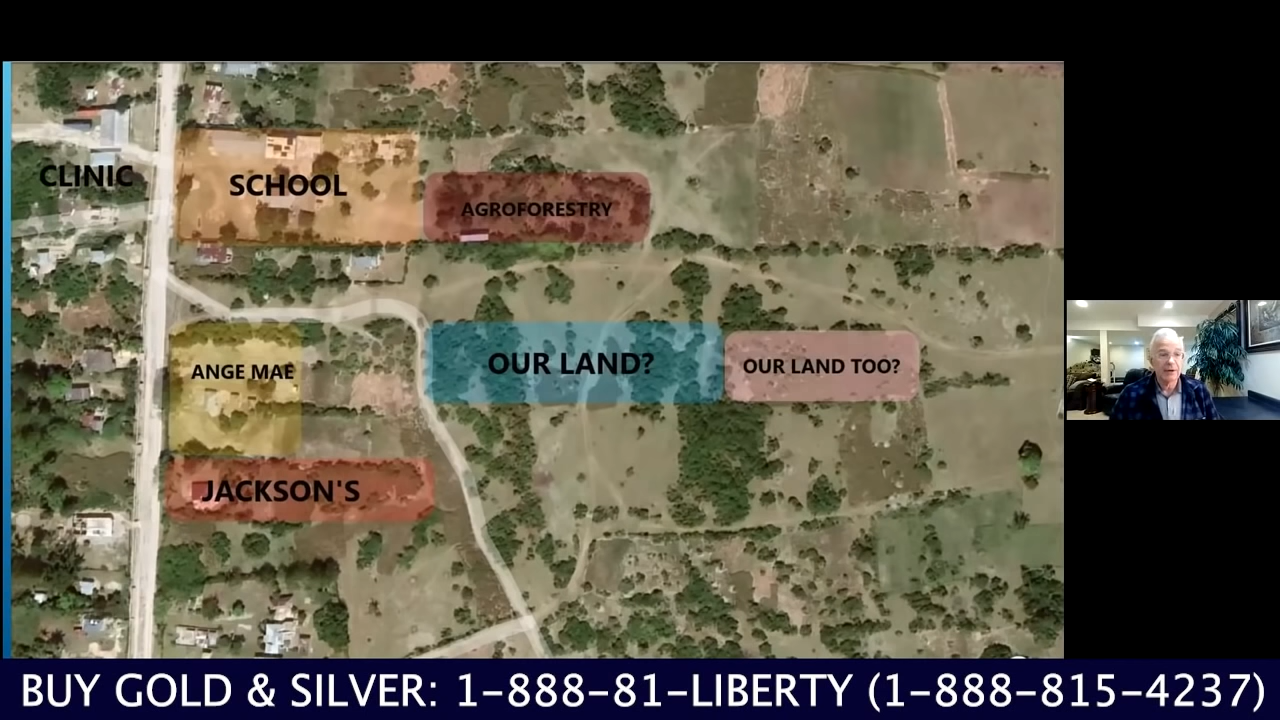 CLINIC
SCHOOL
AGROFORESTRY
OUR LAND?
OUR LAND TOO?
ANGE MAE
JACKSON'S
BUY GOLD & SILVER: 1-888-81-LIBERTY (1-888-815-4237)